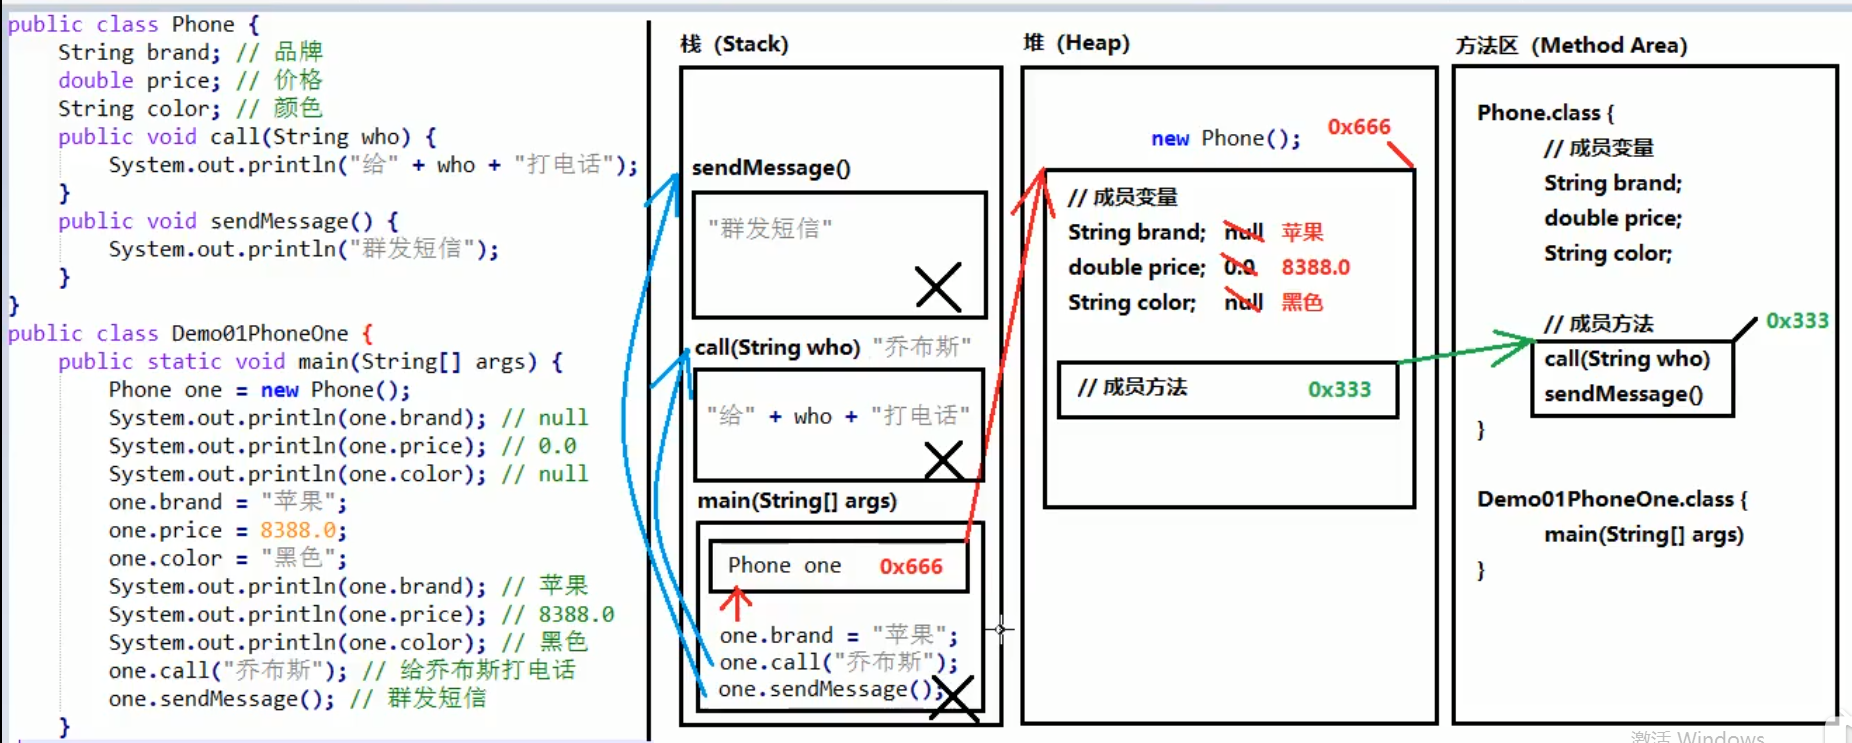 public class Phone {
String brand; // 品牌
double price; // 价格
String color; // 颜色
public void call(String who) {
System.out.println("给" + who + "打电话");
}
public void sendMessage() {
System.out.println("群发短信");
}
}
public class Demo01PhoneOne {
public static void main(String[] args) {
Phone one = new Phone();
System.out.println(one.brand); // null
System.out.println(one.price); // 0.0
System.out.println(one.color); // null
one.brand = "苹果";
one.price = 8388.0;
one.color = "黑色";
System.out.println(one.brand); // 苹果
System.out.println(one.price); // 8388.0
System.out.println(one.color); // 黑色
one.call("乔布斯"); // 给乔布斯打电话
one.sendMessage(); // 群发短信
}
栈（Stack）
sendMessage()
"群发短信"
call(String who) "乔布斯"
"给" + who + "打电话"
main(String[] args)
Phone one 0x666
one.brand = "苹果";
one.call("乔布斯");
one.sendMessage();
堆（Heap）
new Phone(); 0x666
// 成员变量
String brand; null 苹果
double price; 0.0 8388.0
String color; null 黑色
// 成员方法 0x333
方法区（Method Area）
Phone.class {
// 成员变量
String brand;
double price;
String color;
// 成员方法 0x333
call(String who)
sendMessage()
}
Demo01PhoneOne.class {
main(String[] args)
}
激活 Windows